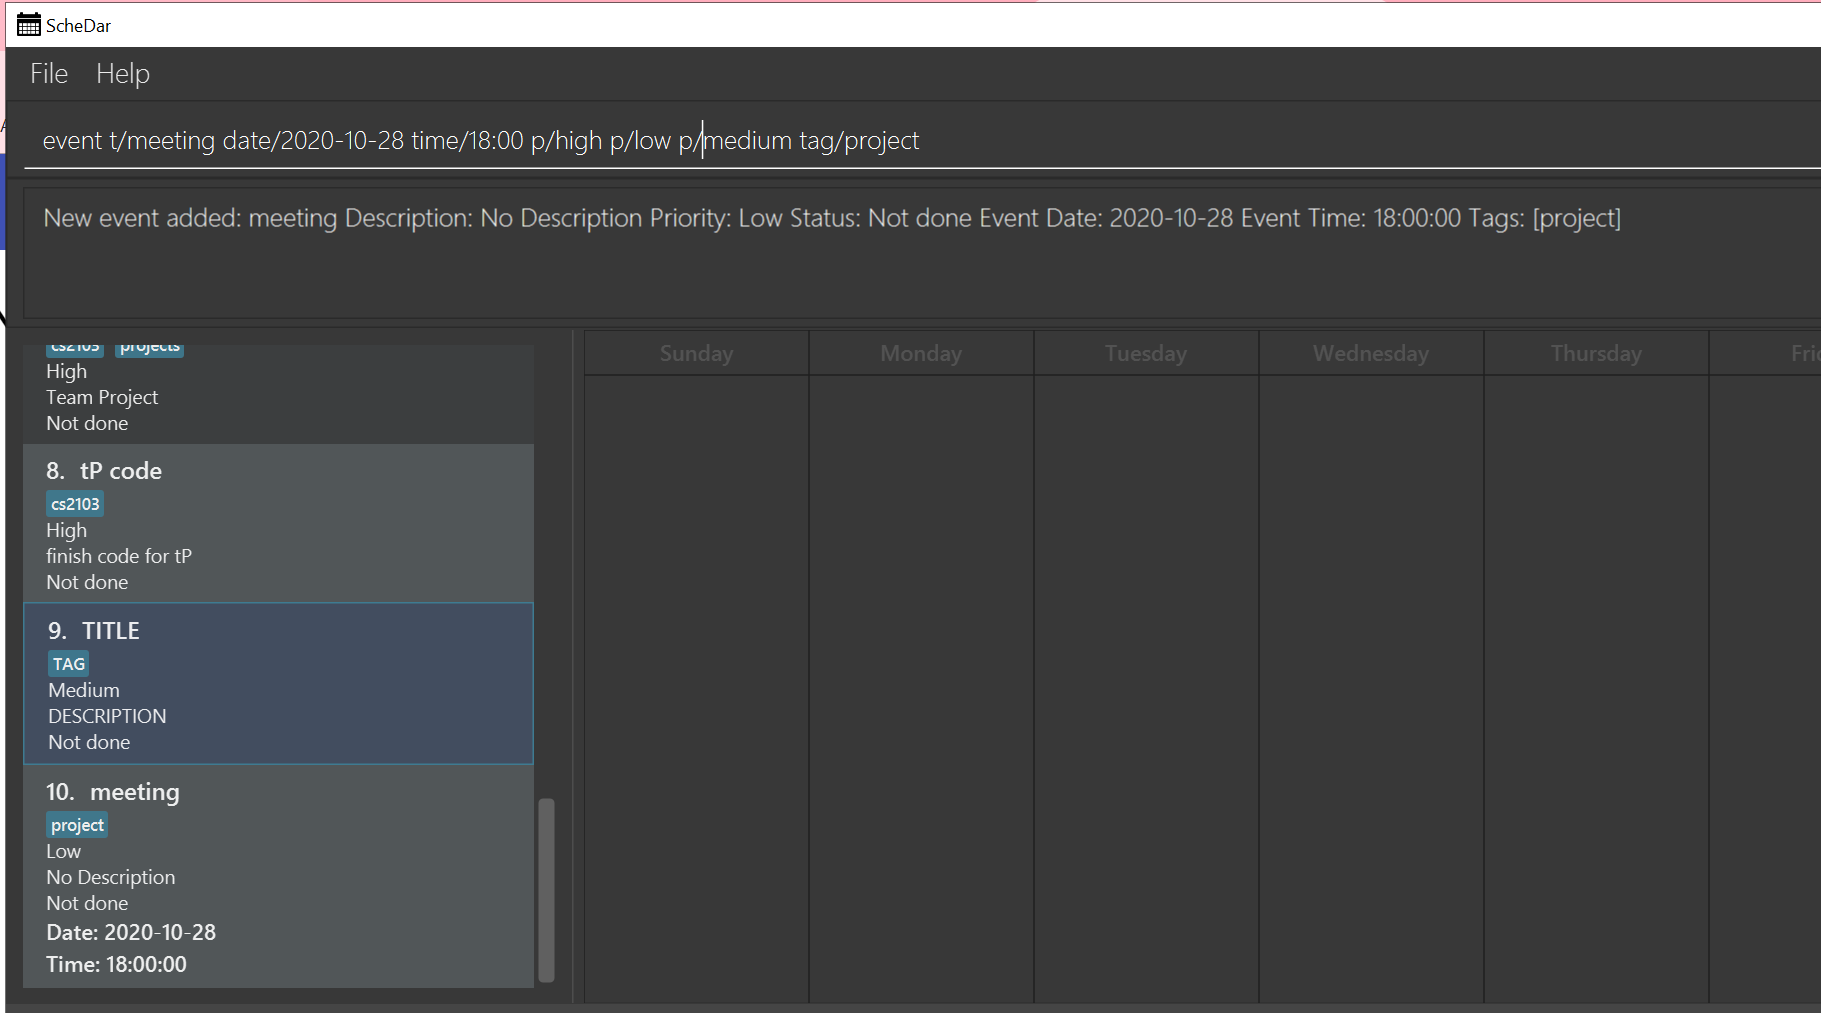 ScheDar
File Help
event t/meeting date/2020-10-28 time/18:00 p/high p/low p/medium tag/project
New event added: meeting Description: No Description Priority: Low Status: Not done Event Date: 2020-10-28 Event Time: 18:00:00 Tags: [project]
cs2103 projects
High
Team Project
Not done
8. tP code
cs2103
High
finish code for tP
Not done
9. TITLE
TAG
Medium
DESCRIPTION
Not done
10. meeting
project
Low
No Description
Not done
Date: 2020-10-28
Time: 18:00:00
Sunday Monday Tuesday Wednesday Thursday Fri